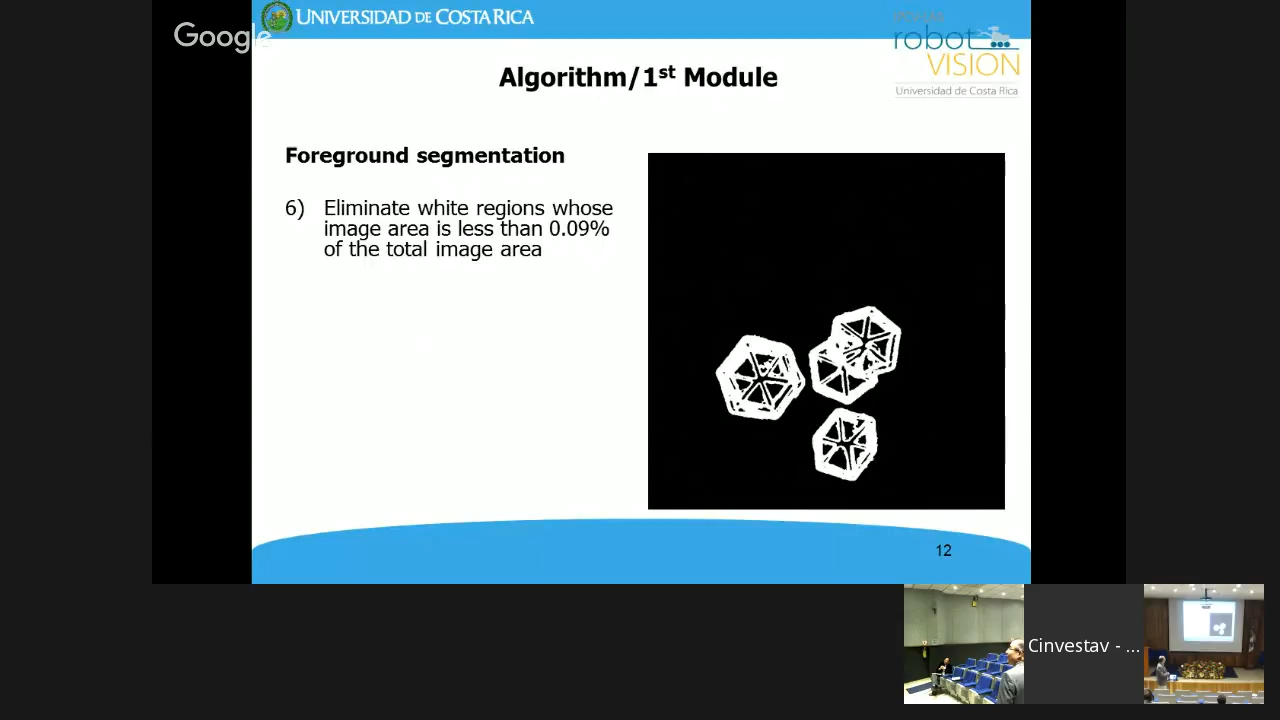 UNIVERSIDAD DE COSTA RICA
Google
robot
VISION
Universidad de Costa Rica
Algorithm/1st Module
Foreground segmentation
6) Eliminate white regions whose
image area is less than 0.09%
of the total image area
12
Cinvestav - ...